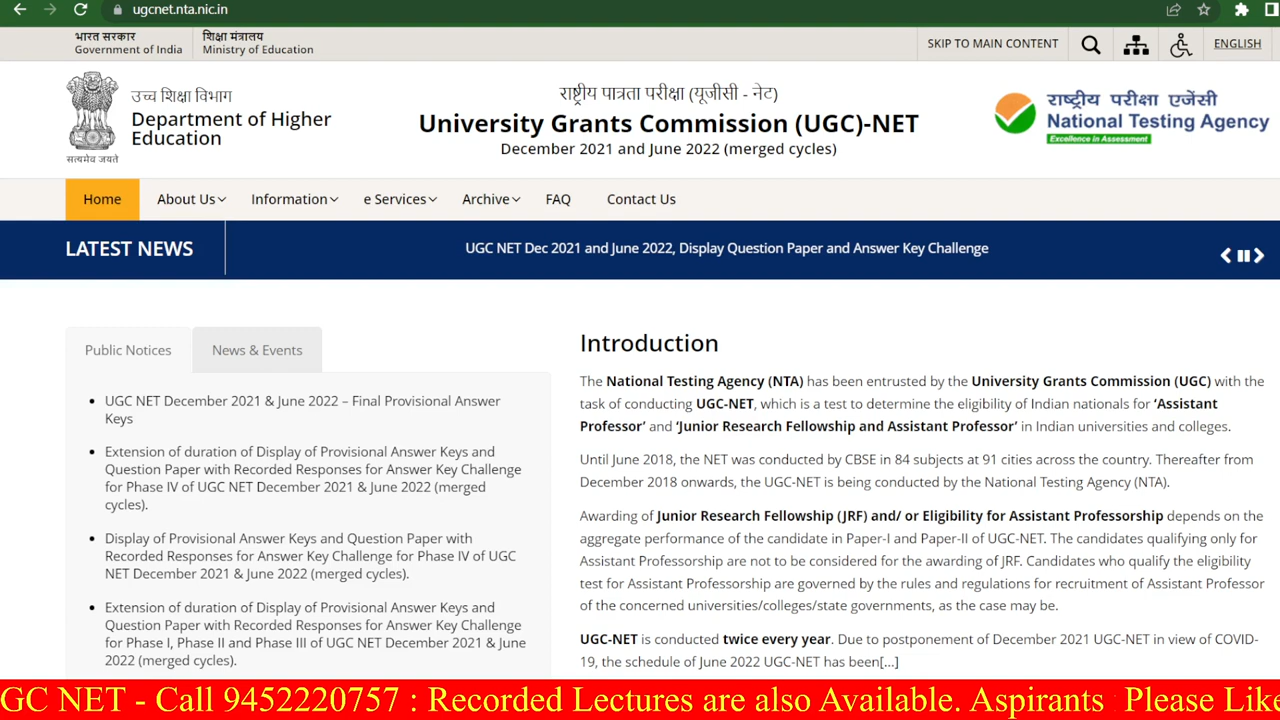 ugcnet.nta.nic.in
भारत सरकार
Government of India
शिक्षा मंत्रालय
Ministry of Education
SKIP TO MAIN CONTENT
ENGLISH
सत्यमेव जयते
उच्च शिक्षा विभाग
Department of Higher
Education
राष्ट्रीय पात्रता परीक्षा (यूजीसी - नेट)
University Grants Commission (UGC)-NET
December 2021 and June 2022 (merged cycles)
राष्ट्रीय परीक्षा एजेंसी
National Testing Agency
Excellence in Assessment
Home
About Us
Information
e Services
Archive
FAQ
Contact Us
LATEST NEWS
UGC NET Dec 2021 and June 2022, Display Question Paper and Answer Key Challenge
Public Notices
News & Events
UGC NET December 2021 & June 2022 – Final Provisional Answer
Keys
Extension of duration of Display of Provisional Answer Keys and
Question Paper with Recorded Responses for Answer Key Challenge
for Phase IV of UGC NET December 2021 & June 2022 (merged
cycles).
Display of Provisional Answer Keys and Question Paper with
Recorded Responses for Answer Key Challenge for Phase IV of UGC
NET December 2021 & June 2022 (merged cycles).
Extension of duration of Display of Provisional Answer Keys and
Question Paper with Recorded Responses for Answer Key Challenge
for Phase I, Phase II and Phase III of UGC NET December 2021 & June
2022 (merged cycles).
Introduction
The National Testing Agency (NTA) has been entrusted by the University Grants Commission (UGC) with the
task of conducting UGC-NET, which is a test to determine the eligibility of Indian nationals for ‘Assistant
Professor’ and ‘Junior Research Fellowship and Assistant Professor’ in Indian universities and colleges.
Until June 2018, the NET was conducted by CBSE in 84 subjects at 91 cities across the country. Thereafter from
December 2018 onwards, the UGC-NET is being conducted by the National Testing Agency (NTA).
Awarding of Junior Research Fellowship (JRF) and/ or Eligibility for Assistant Professorship depends on the
aggregate performance of the candidate in Paper-I and Paper-II of UGC-NET. The candidates qualifying only for
Assistant Professorship are not to be considered for the awarding of JRF. Candidates who qualify the eligibility
test for Assistant Professorship are governed by the rules and regulations for recruitment of Assistant Professor
of the concerned universities/colleges/state governments, as the case may be.
UGC-NET is conducted twice every year. Due to postponement of December 2021 UGC-NET in view of COVID-
19, the schedule of June 2022 UGC-NET has been[...]
GC NET - Call 9452220757 : Recorded Lectures are also Available. Aspirants Please Like